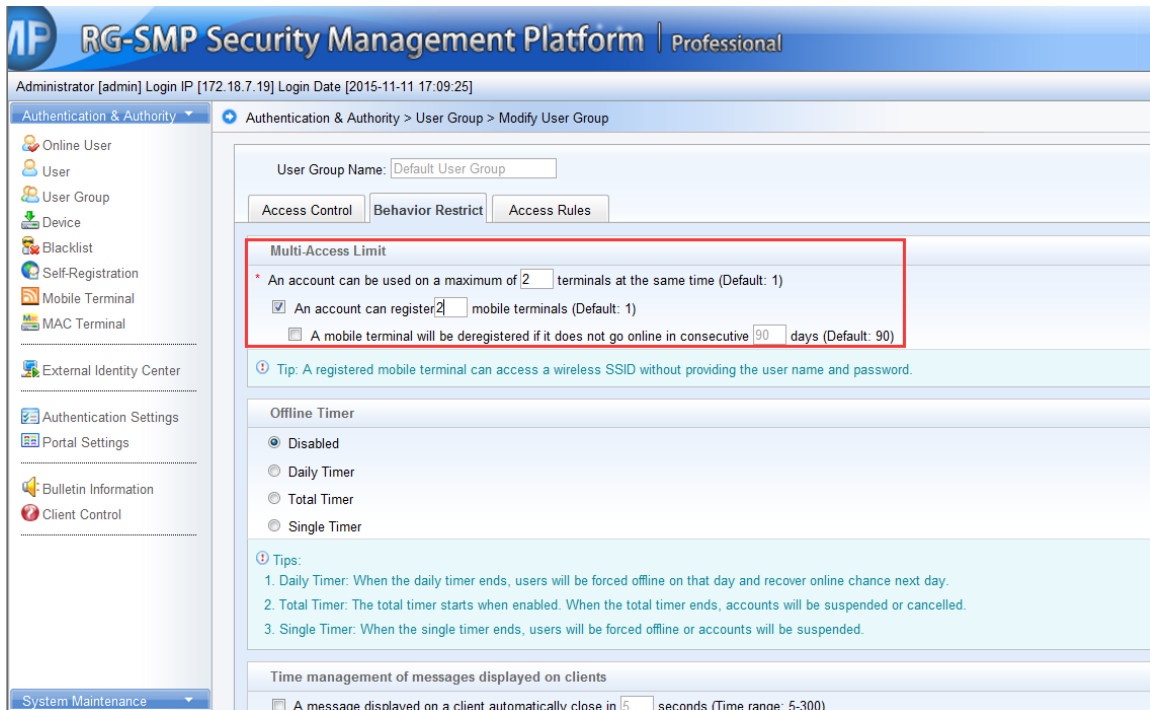 MP RG-SMP Security Management Platform | Professional
Administrator [admin] Login IP [172.18.7.19] Login Date [2015-11-11 17:09:25]
Authentication & Authority
Online User
User
User Group
Device
Blacklist
Self-Registration
Mobile Terminal
MAC Terminal
External Identity Center
Authentication Settings
Portal Settings
Bulletin Information
Client Control
System Maintenance
Authentication & Authority > User Group > Modify User Group
User Group Name: Default User Group
Access Control Behavior Restrict Access Rules
Multi-Access Limit
* An account can be used on a maximum of 2 terminals at the same time (Default: 1)
An account can register 2 mobile terminals (Default: 1)
A mobile terminal will be deregistered if it does not go online in consecutive 90 days (Default: 90)
Tip: A registered mobile terminal can access a wireless SSID without providing the user name and password.
Offline Timer
Disabled
Daily Timer
Total Timer
Single Timer
Tips:
1. Daily Timer: When the daily timer ends, users will be forced offline on that day and recover online chance next day.
2. Total Timer: The total timer starts when enabled. When the total timer ends, accounts will be suspended or cancelled.
3. Single Timer: When the single timer ends, users will be forced offline or accounts will be suspended.
Time management of messages displayed on clients
A message displayed on a client automatically close in 5 seconds (Time range: 5-300)